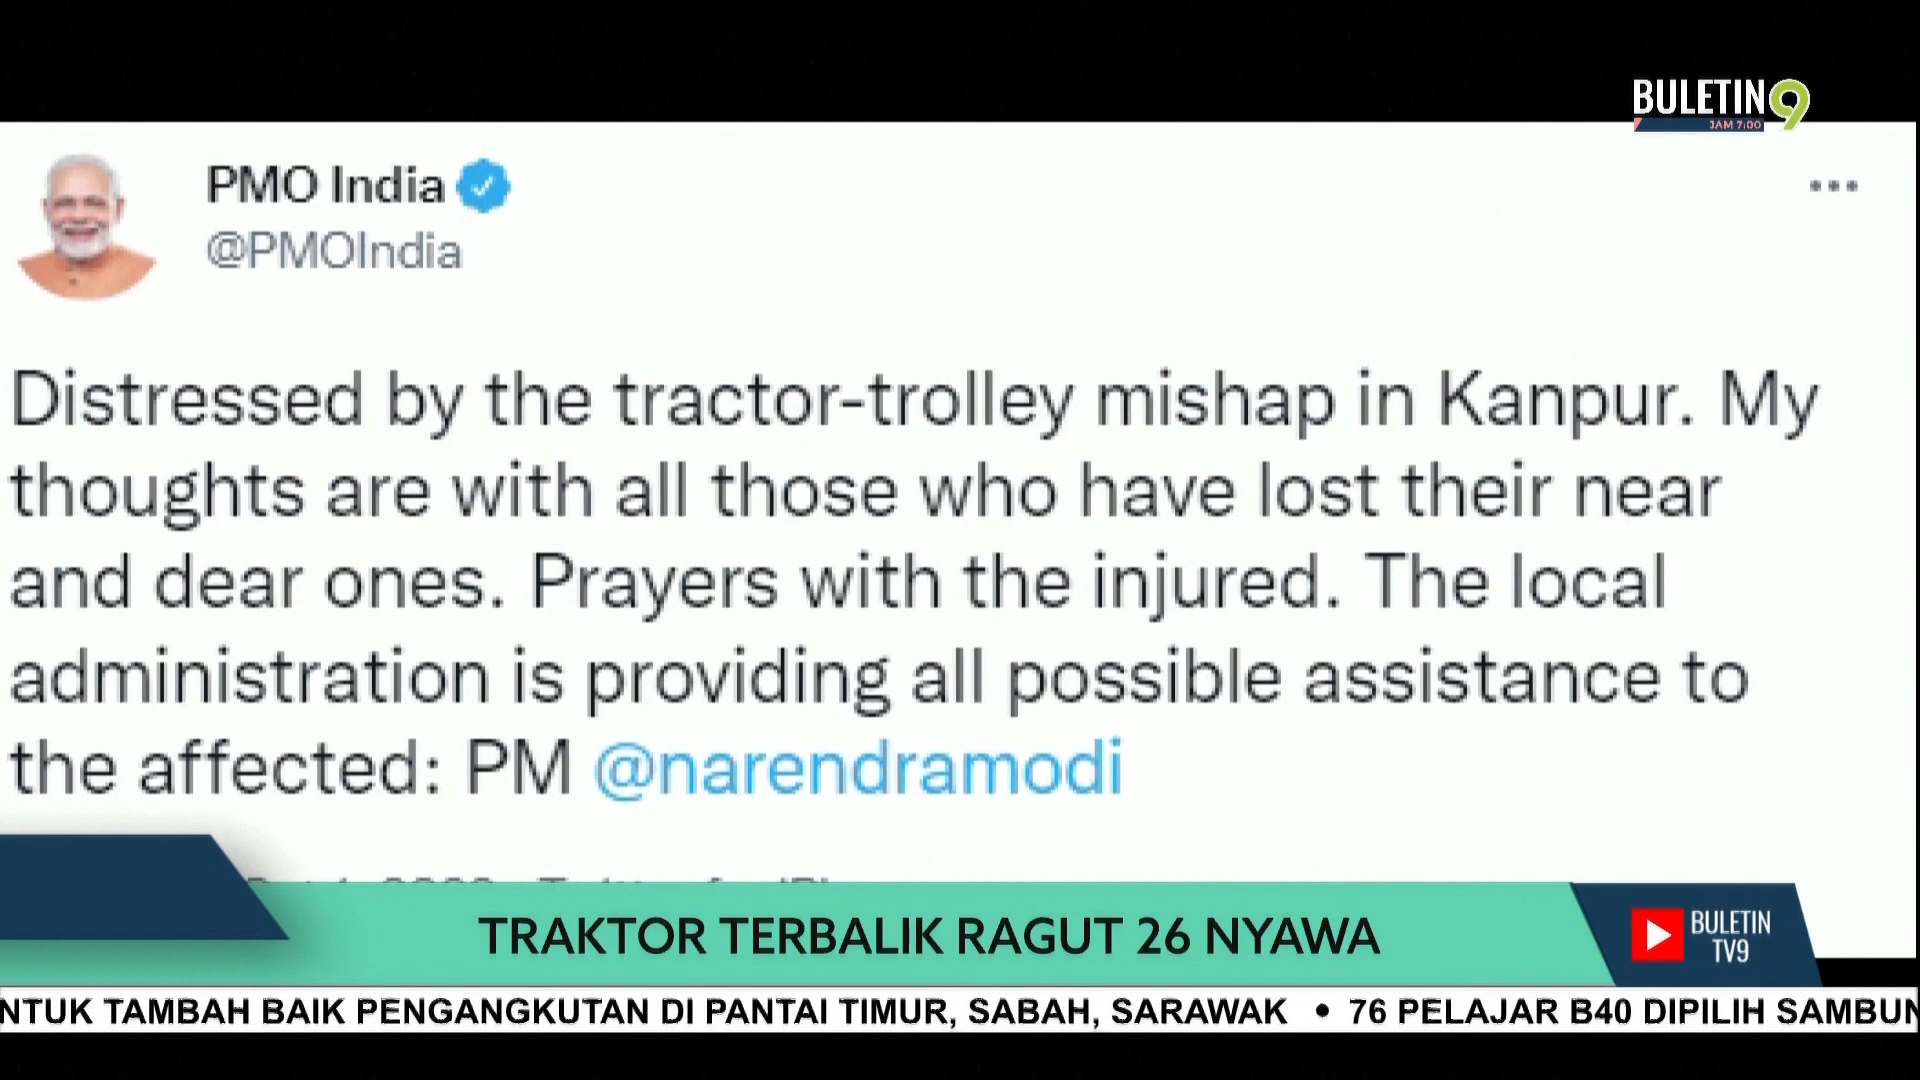 BULETIN 9
JAM 7:00
PMO India
@PMOIndia
Distressed by the tractor-trolley mishap in Kanpur. My
thoughts are with all those who have lost their near
and dear ones. Prayers with the injured. The local
administration is providing all possible assistance to
the affected: PM @narendramodi
TRAKTOR TERBALIK RAGUT 26 NYAWA
BULETIN
TV9
NTUK TAMBAH BAIK PENGANGKUTAN DI PANTAI TIMUR, SABAH, SARAWAK • 76 PELAJAR B40 DIPILIH SAMBUN